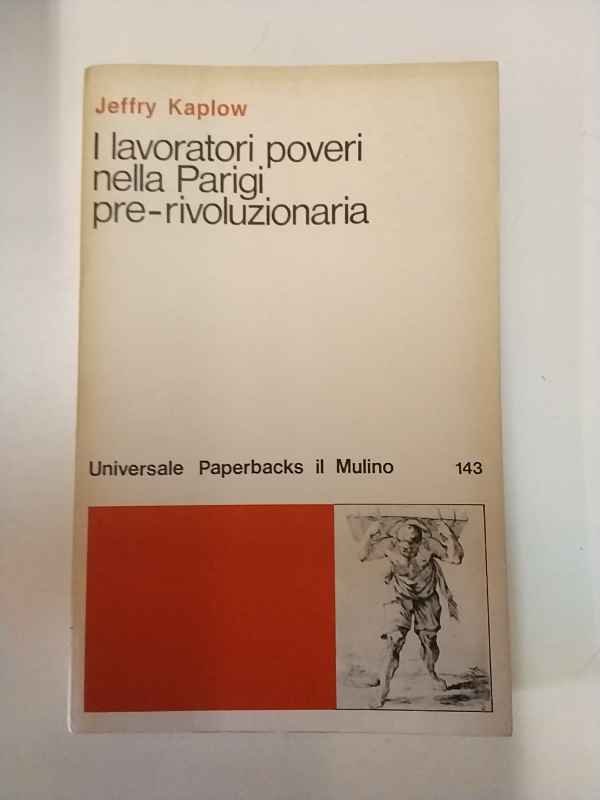 Jeffry Kaplow
I lavoratori poveri
nella Parigi
pre-rivoluzionaria
Universale Paperbacks il Mulino 143